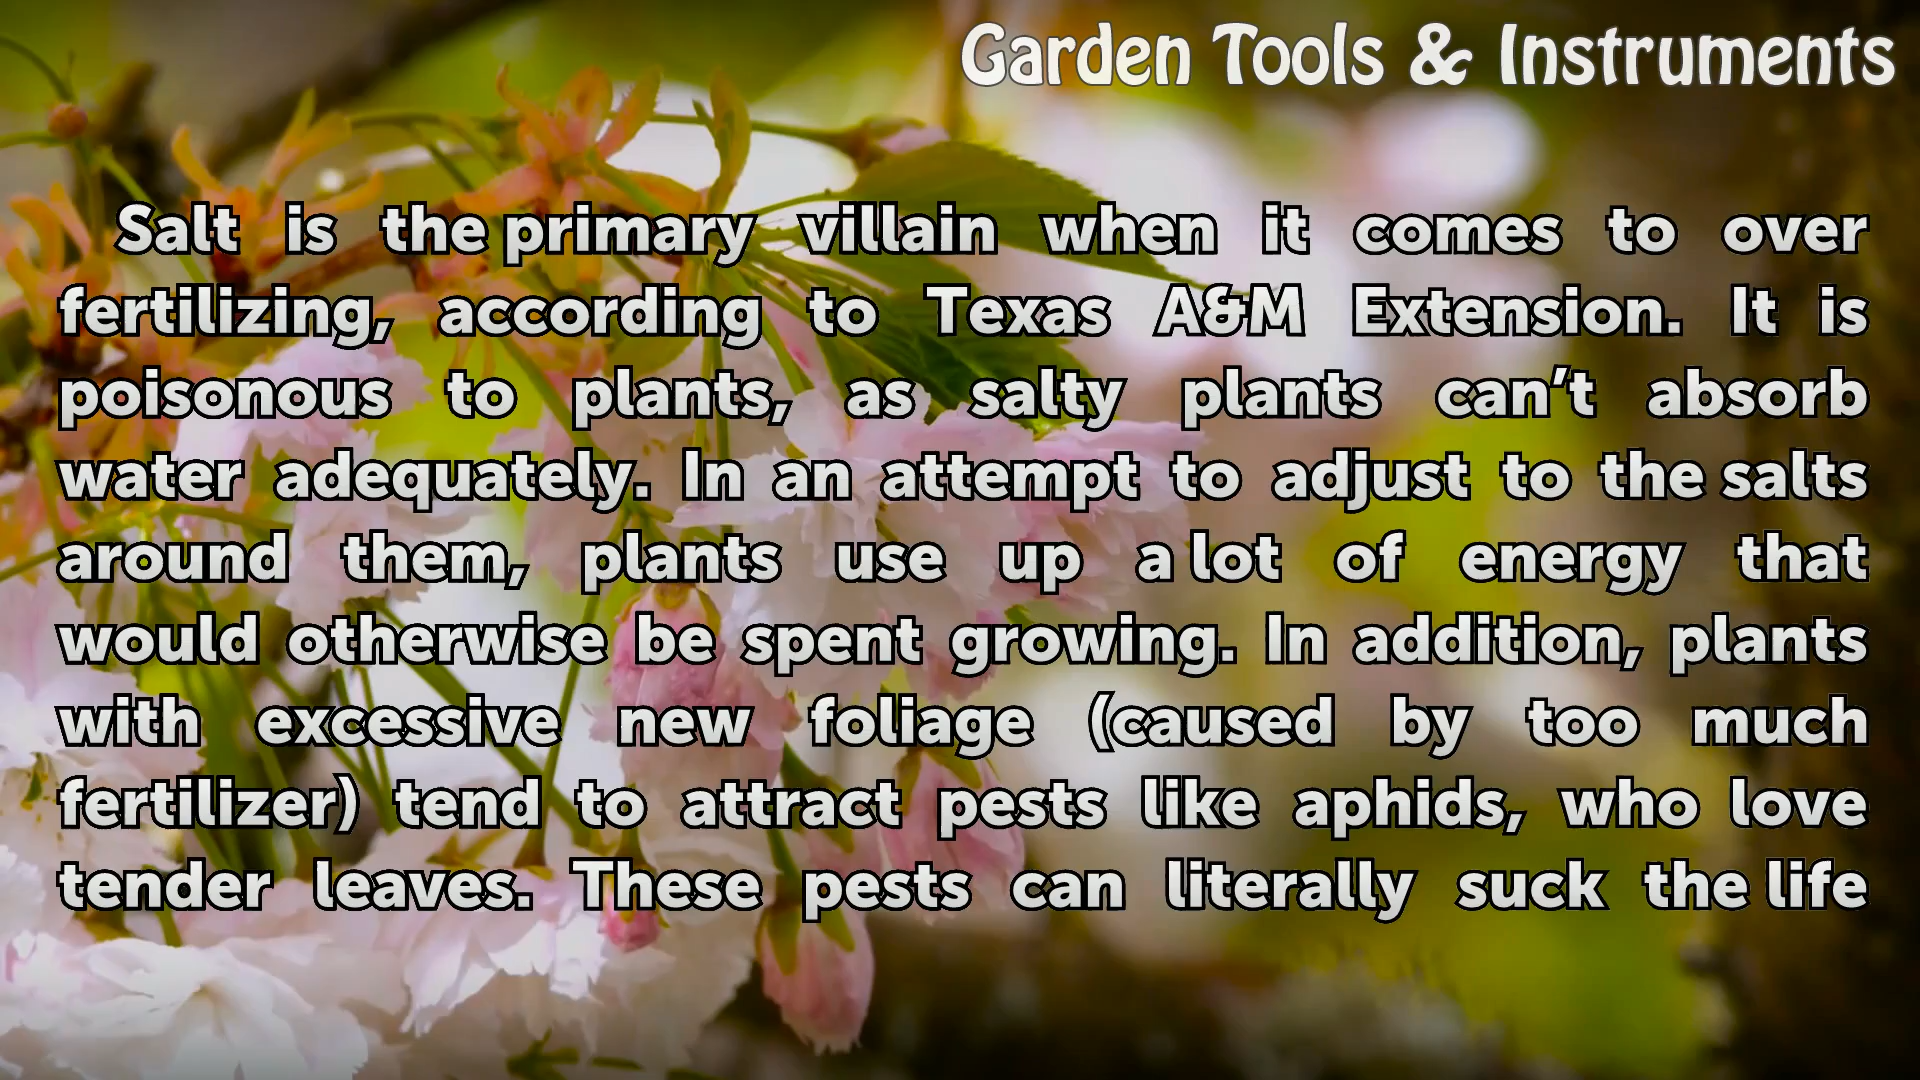 Garden Tools & Instruments
Salt is the primary villain when it comes to over
fertilizing, according to Texas A&M Extension. It is
poisonous to plants, as salty plants can’t absorb
water adequately. In an attempt to adjust to the salts
around them, plants use up a lot of energy that
would otherwise be spent growing. In addition, plants
with excessive new foliage (caused by too much
fertilizer) tend to attract pests like aphids, who love
tender leaves. These pests can literally suck the life